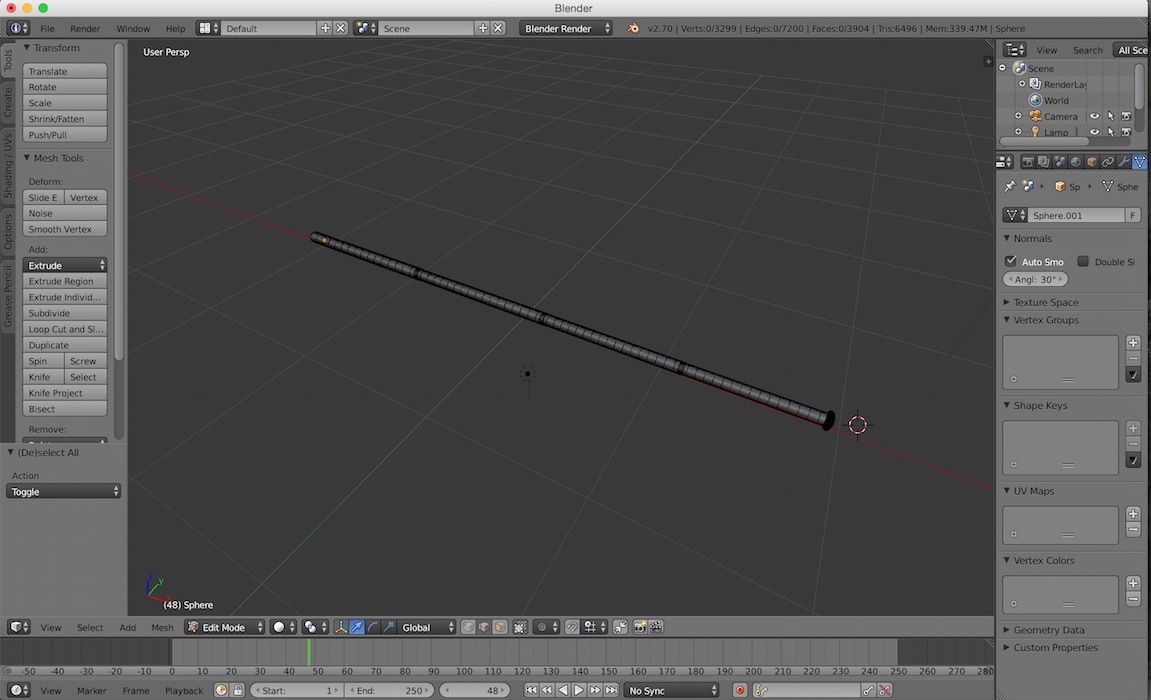 Blender
File Render Window Help Default Scene Blender Render v2.70 | Verts:0/3299 | Edges:0/7200 | Faces:0/3904 | Tris:6496 | Mem:339.47M | Sphere
Tools
Create
Shading / UVs
Options
Grease Pencil
Transform
Translate
Rotate
Scale
Shrink/Fatten
Push/Pull
Mesh Tools
Deform:
Slide E Vertex
Noise
Smooth Vertex
Add:
Extrude
Extrude Region
Extrude Individ...
Subdivide
Loop Cut and Sl...
Duplicate
Spin Screw
Knife Select
Knife Project
Bisect
Remove:
(De)select All
Action
Toggle
User Persp
y
(48) Sphere
View Search All Sce
Scene
RenderLay
World
Camera
Lamp
Sp Sphe
Sphere.001 F
Normals
Auto Smo Double Si
Angl: 30°
Texture Space
Vertex Groups
Shape Keys
UV Maps
Vertex Colors
Geometry Data
Custom Properties
View Select Add Mesh Edit Mode Global
-50 -40 -30 -20 -10 0 10 20 30 40 50 60 70 80 90 100 110 120 130 140 150 160 170 180 190 200 210 220 230 240 250 260 270 280
View Marker Frame Playback Start: 1 End: 250 48 No Sync